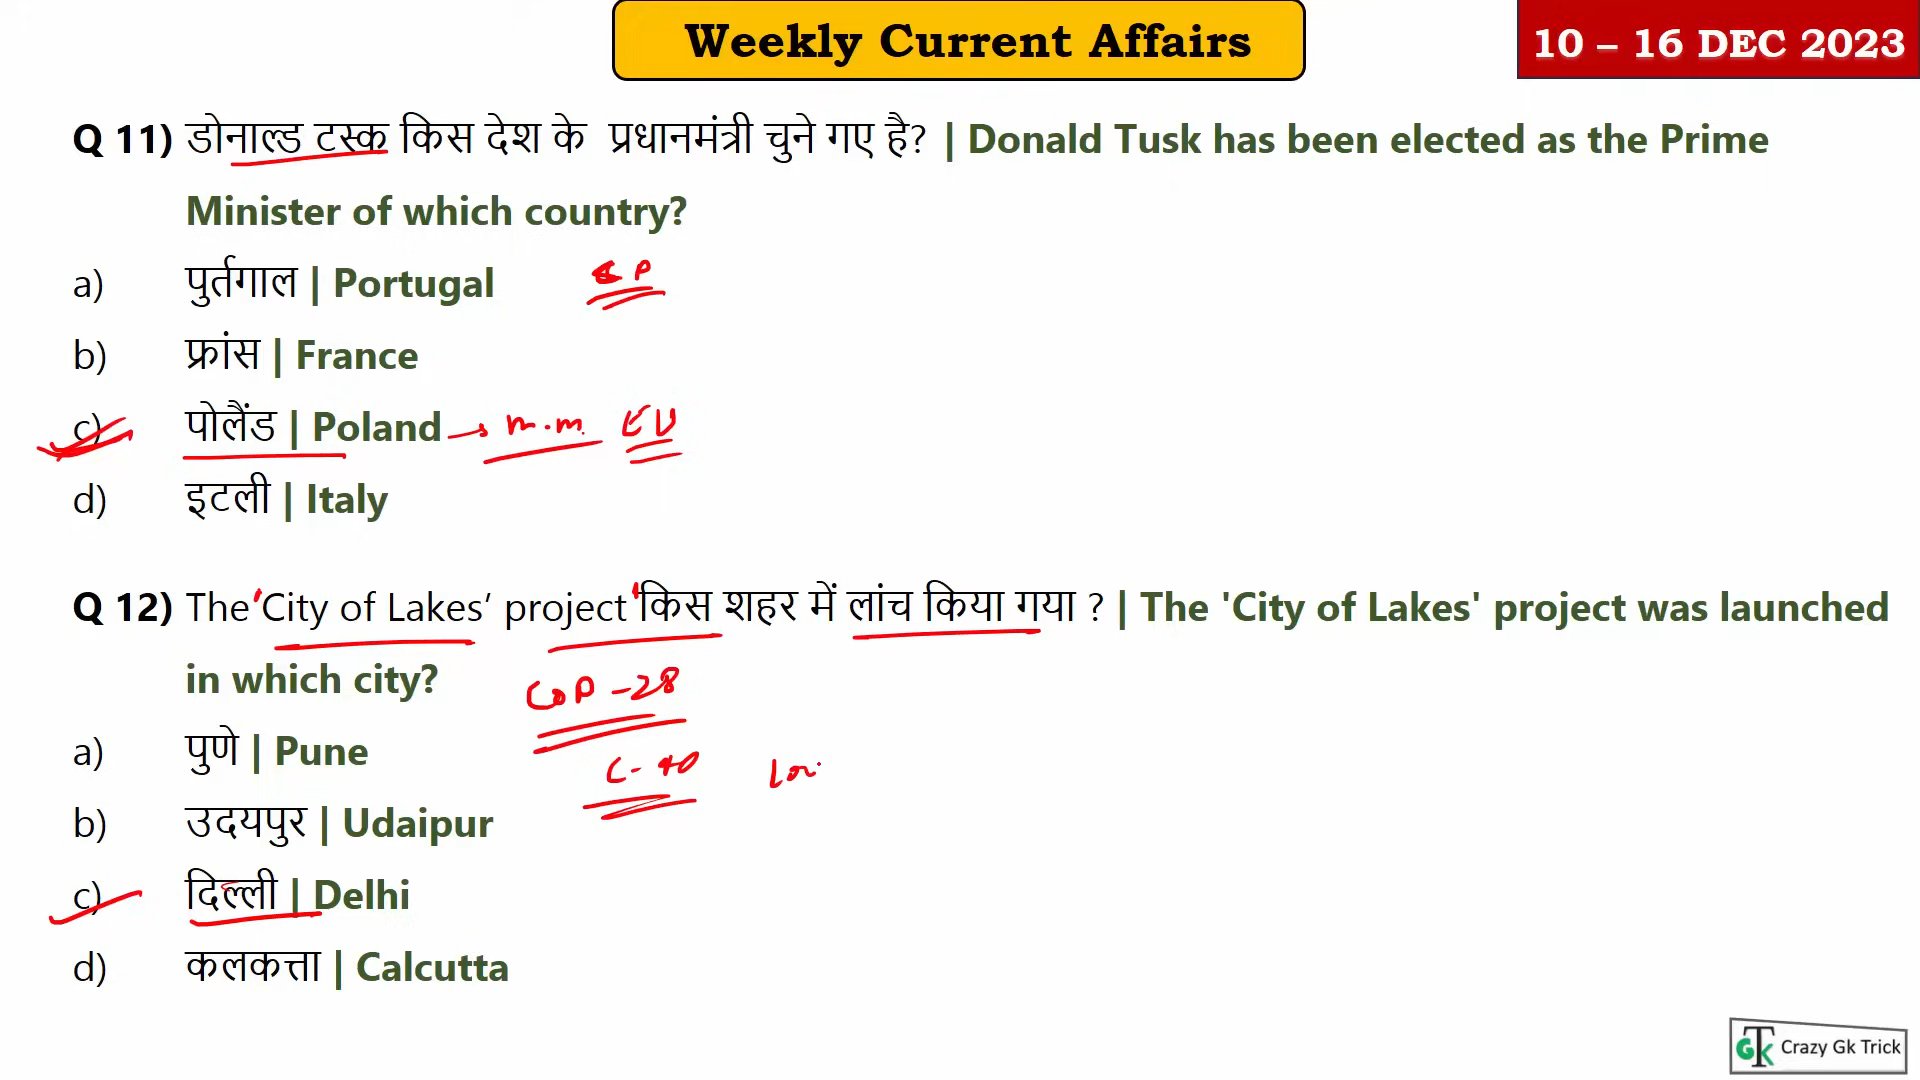 Weekly Current Affairs
10 – 16 DEC 2023
Q 11) डोनाल्ड टस्क किस देश के प्रधानमंत्री चुने गए है? | Donald Tusk has been elected as the Prime
Minister of which country?
a) पुर्तगाल | Portugal
b) फ्रांस | France
c) पोलैंड | Poland → m.m. EU
d) इटली | Italy
Q 12) The 'City of Lakes’ project 'किस शहर में लांच किया गया ? | The 'City of Lakes' project was launched
in which city?
COP-28
a) पुणे | Pune
C-40
b) उदयपुर | Udaipur
c) दिल्ली | Delhi
d) कलकत्ता | Calcutta
GTK Crazy Gk Trick